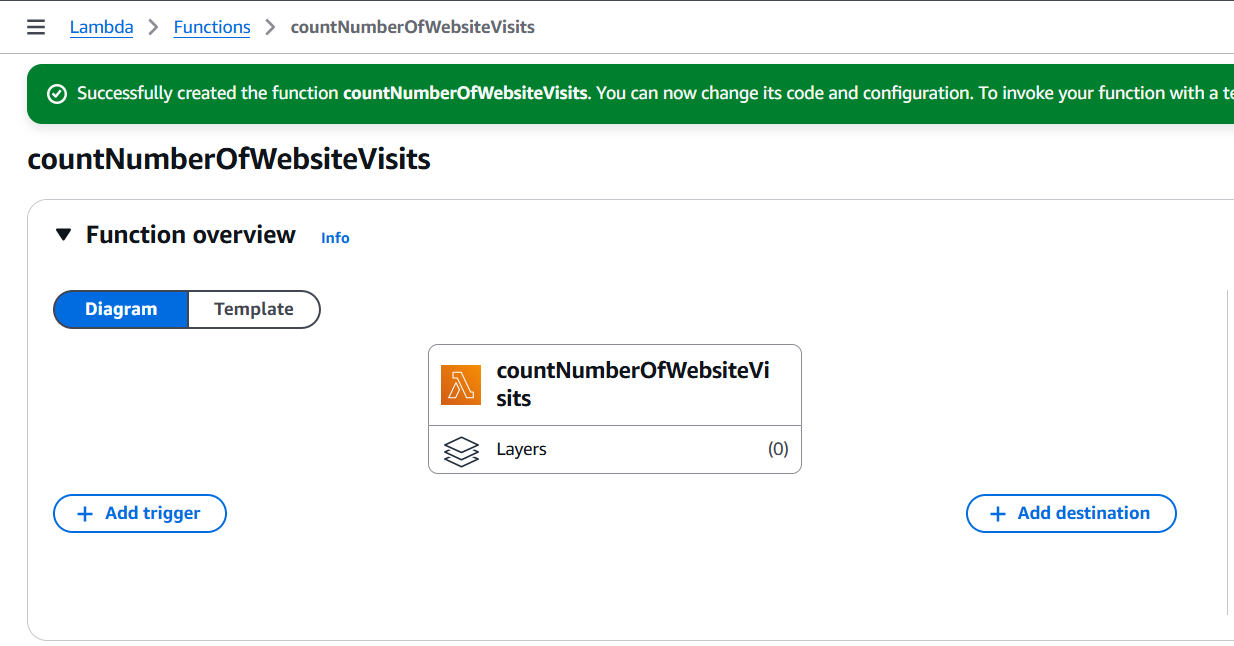 Lambda Functions countNumberOfWebsiteVisits
Successfully created the function countNumberOfWebsiteVisits. You can now change its code and configuration. To invoke your function with a
countNumberOfWebsiteVisits
Function overview Info
Diagram Template
countNumberOfWebsiteVi
sits
Layers (0)
+ Add trigger + Add destination